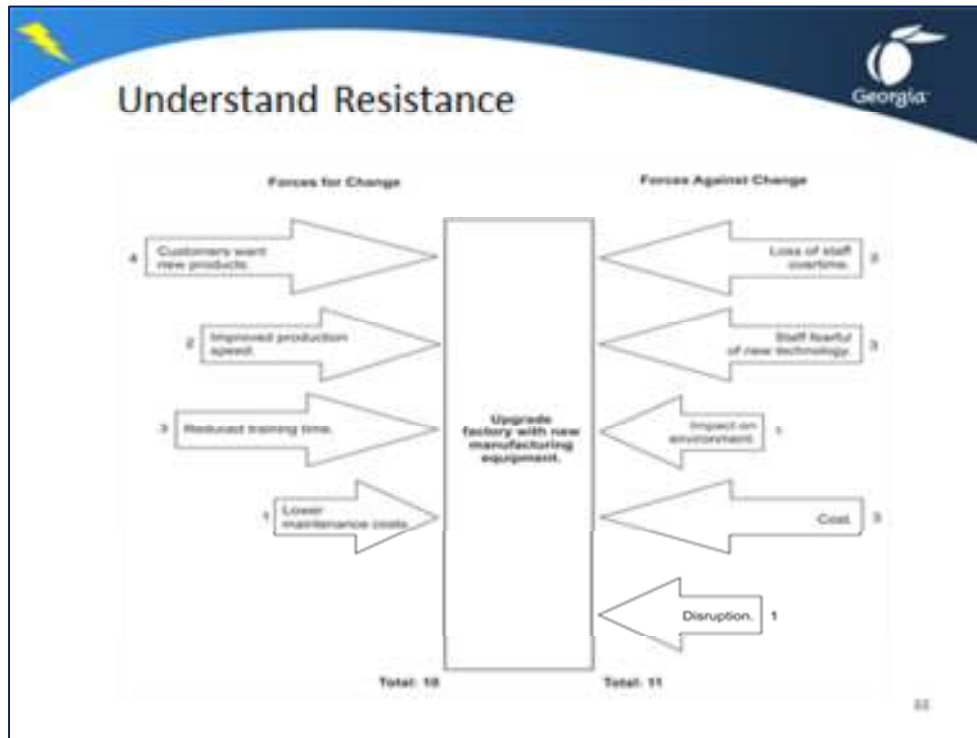 Georgia
Understand Resistance
Forces for Change
Forces Against Change
4
Customers want
new products.
Loss of staff
overtime.
3
2
Improved production
speed.
Staff fearful
of new technology.
3
3
Reduced training time.
Upgrade
factory with new
manufacturing
equipment.
Impact on
environment.
1
1
Lower
maintenance costs.
Cost.
3
Disruption.
1
Total: 10
Total: 11